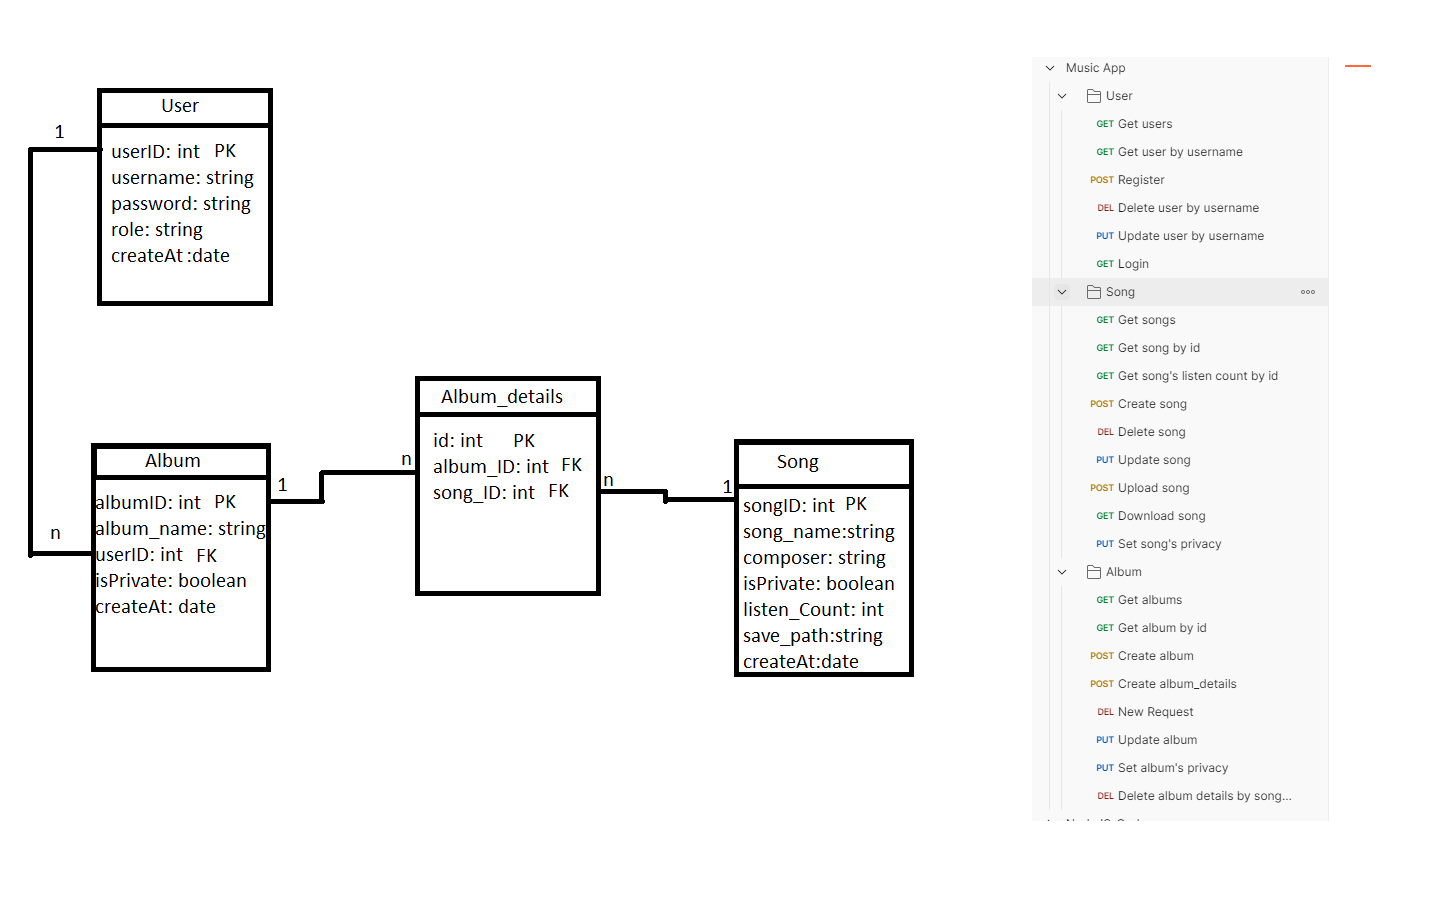 User
1
userID: int PK
username: string
password: string
role: string
createAt :date
Album_details
id: int PK
album_ID: int FK
song_ID: int FK
n
n
Album
1
albumID: int PK
album_name: string
userID: int FK
isPrivate: boolean
createAt: date
n
Song
1
songID: int PK
song_name:string
composer: string
isPrivate: boolean
listen_Count: int
save_path:string
createAt:date
Music App
User
GET Get users
GET Get user by username
POST Register
DEL Delete user by username
PUT Update user by username
GET Login
Song
GET Get songs
GET Get song by id
GET Get song's listen count by id
POST Create song
DEL Delete song
PUT Update song
POST Upload song
GET Download song
PUT Set song's privacy
Album
GET Get albums
GET Get album by id
POST Create album
POST Create album_details
DEL New Request
PUT Update album
PUT Set album's privacy
DEL Delete album details by song...